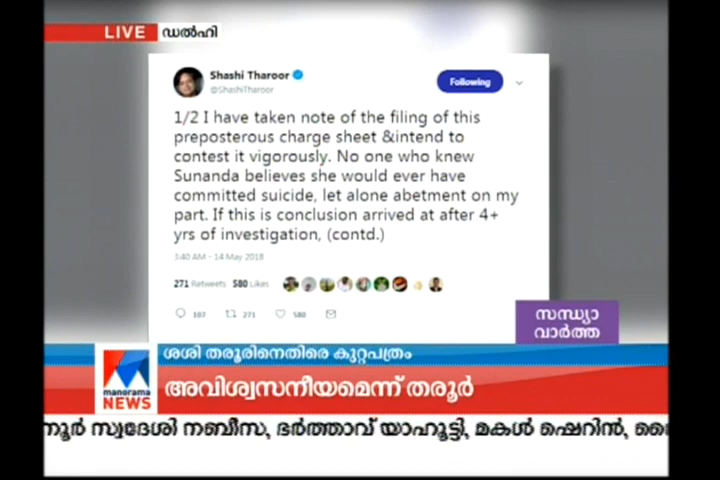 LIVE ഡൽഹി
Shashi Tharoor
@ShashiTharoor
Following
1/2 I have taken note of the filing of this
preposterous charge sheet &intend to
contest it vigorously. No one who knew
Sunanda believes she would ever have
committed suicide, let alone abetment on my
part. If this is conclusion arrived at after 4+
yrs of investigation, (contd.)
3:40 AM - 14 May 2018
271 Retweets 580 Likes
107 271 580
സന്ധ്യാ
വാർത്ത
ശശി തരൂരിനെതിരെ കുറ്റപത്രം
manorama
NEWS
അവിശ്വസനീയമെന്ന് തരൂർ
നൂർ സ്വദേശി നബീസ, ഭർത്താവ് യാഹൂട്ടി, മകൾ ഷെറിൻ,